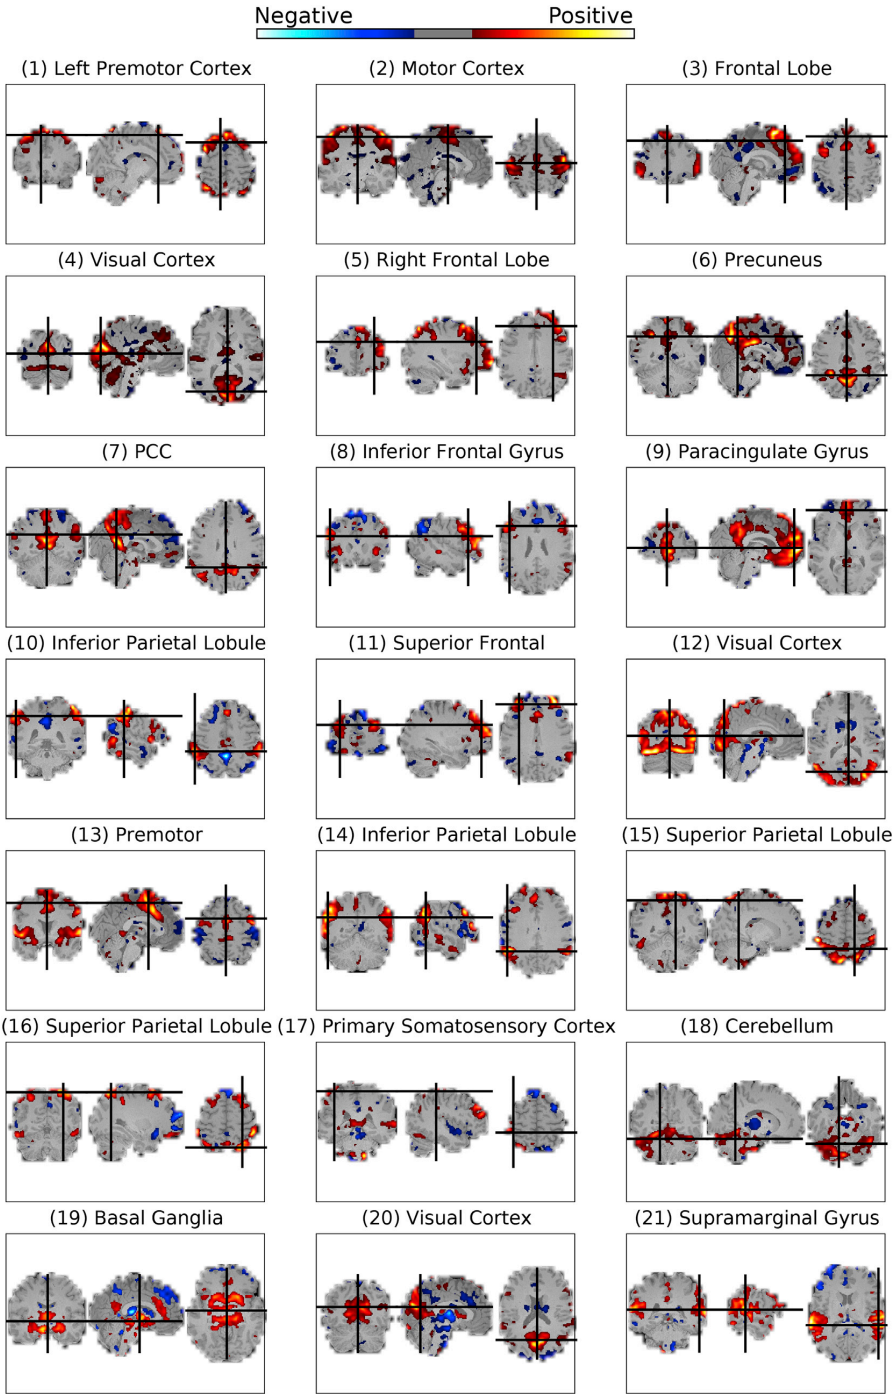 Negative Positive
(1) Left Premotor Cortex (2) Motor Cortex (3) Frontal Lobe
(4) Visual Cortex (5) Right Frontal Lobe (6) Precuneus
(7) PCC (8) Inferior Frontal Gyrus (9) Paracingulate Gyrus
(10) Inferior Parietal Lobule (11) Superior Frontal (12) Visual Cortex
(13) Premotor (14) Inferior Parietal Lobule (15) Superior Parietal Lobule
(16) Superior Parietal Lobule (17) Primary Somatosensory Cortex (18) Cerebellum
(19) Basal Ganglia (20) Visual Cortex (21) Supramarginal Gyrus